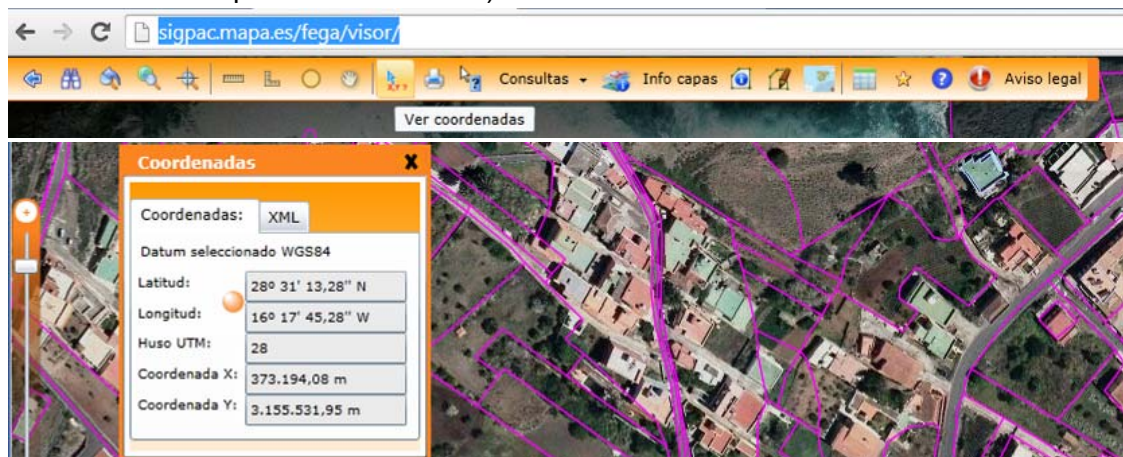 sigpac.mapa.es/fega/visor/
Consultas Info capas Aviso legal
Ver coordenadas
Coordenadas X
Coordenadas: XML
Datum seleccionado WGS84
Latitud: 28º 31' 13,28'' N
Longitud: 16º 17' 45,28'' W
Huso UTM: 28
Coordenada X: 373.194,08 m
Coordenada Y: 3.155.531,95 m